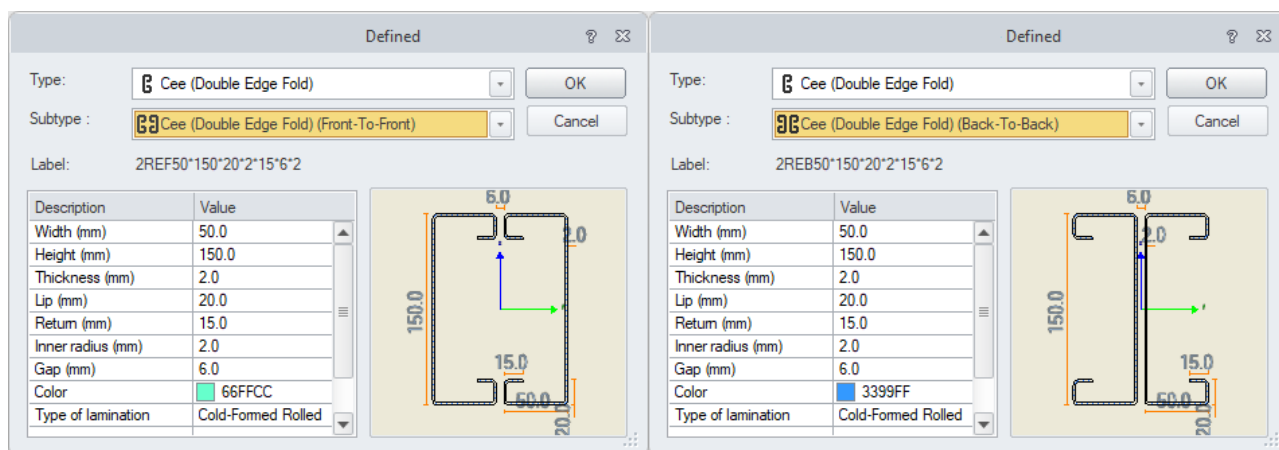 Defined
Type:
Cee (Double Edge Fold)
OK
Subtype :
Cee (Double Edge Fold) (Front-To-Front)
Cancel
Label:
2REF50*150*20*2*15*6*2
Description Value
Width (mm) 50.0
Height (mm) 150.0
Thickness (mm) 2.0
Lip (mm) 20.0
Return (mm) 15.0
Inner radius (mm) 2.0
Gap (mm) 6.0
Color 66FFCC
Type of lamination Cold-Formed Rolled
6.0
2.0
150.0
15.0
50.0
20.0
Defined
Type:
Cee (Double Edge Fold)
OK
Subtype :
Cee (Double Edge Fold) (Back-To-Back)
Cancel
Label:
2REB50*150*20*2*15*6*2
Description Value
Width (mm) 50.0
Height (mm) 150.0
Thickness (mm) 2.0
Lip (mm) 20.0
Return (mm) 15.0
Inner radius (mm) 2.0
Gap (mm) 6.0
Color 3399FF
Type of lamination Cold-Formed Rolled
6.0
2.0
150.0
15.0
50.0
20.0